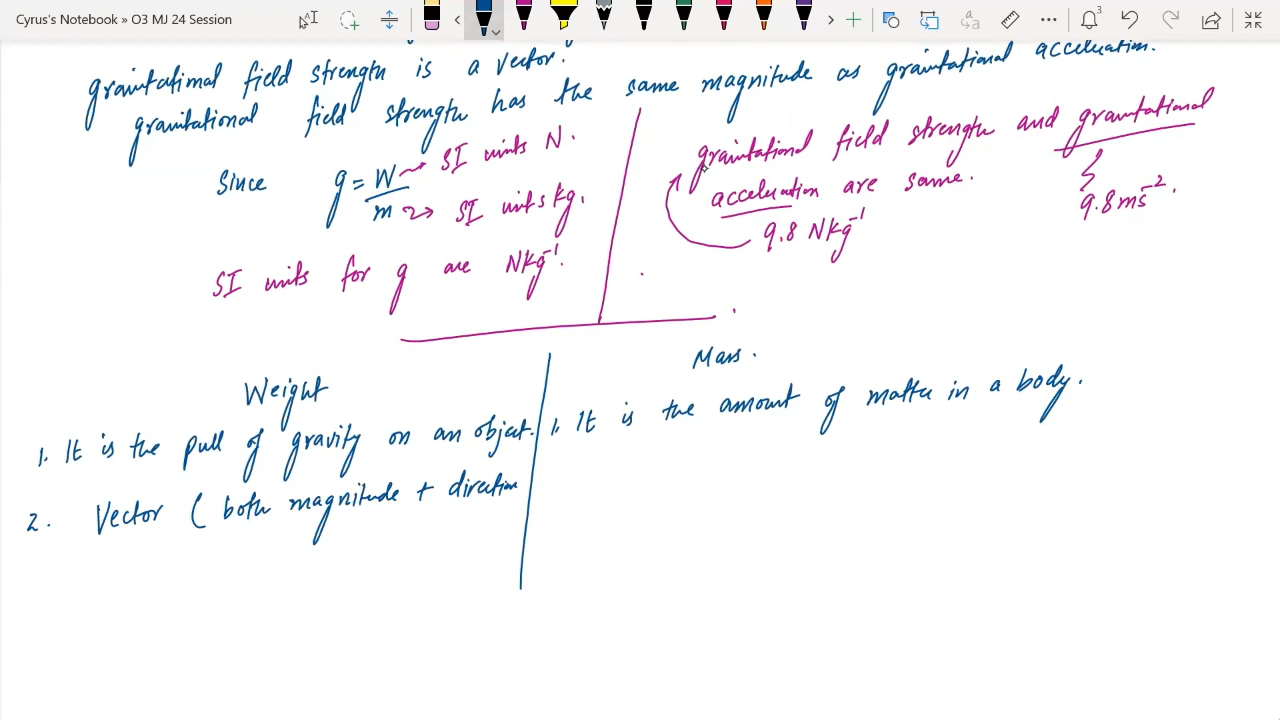 Cyrus's Notebook » O3 MJ 24 Session
3
gravitational field strength is a vector.
gravitational field strength has the same magnitude as gravitational acceleration.
Since g = W/m
W → SI units N.
m → SI units kg.
SI units for g are Nkg⁻¹.
gravitational field strength and gravitational
acceleration are same.
9.8 ms⁻².
9.8 NKg⁻¹
Weight
1. It is the pull of gravity on an object.
2. Vector ( both magnitude + direction
Mass.
1. It is the amount of matter in a body.